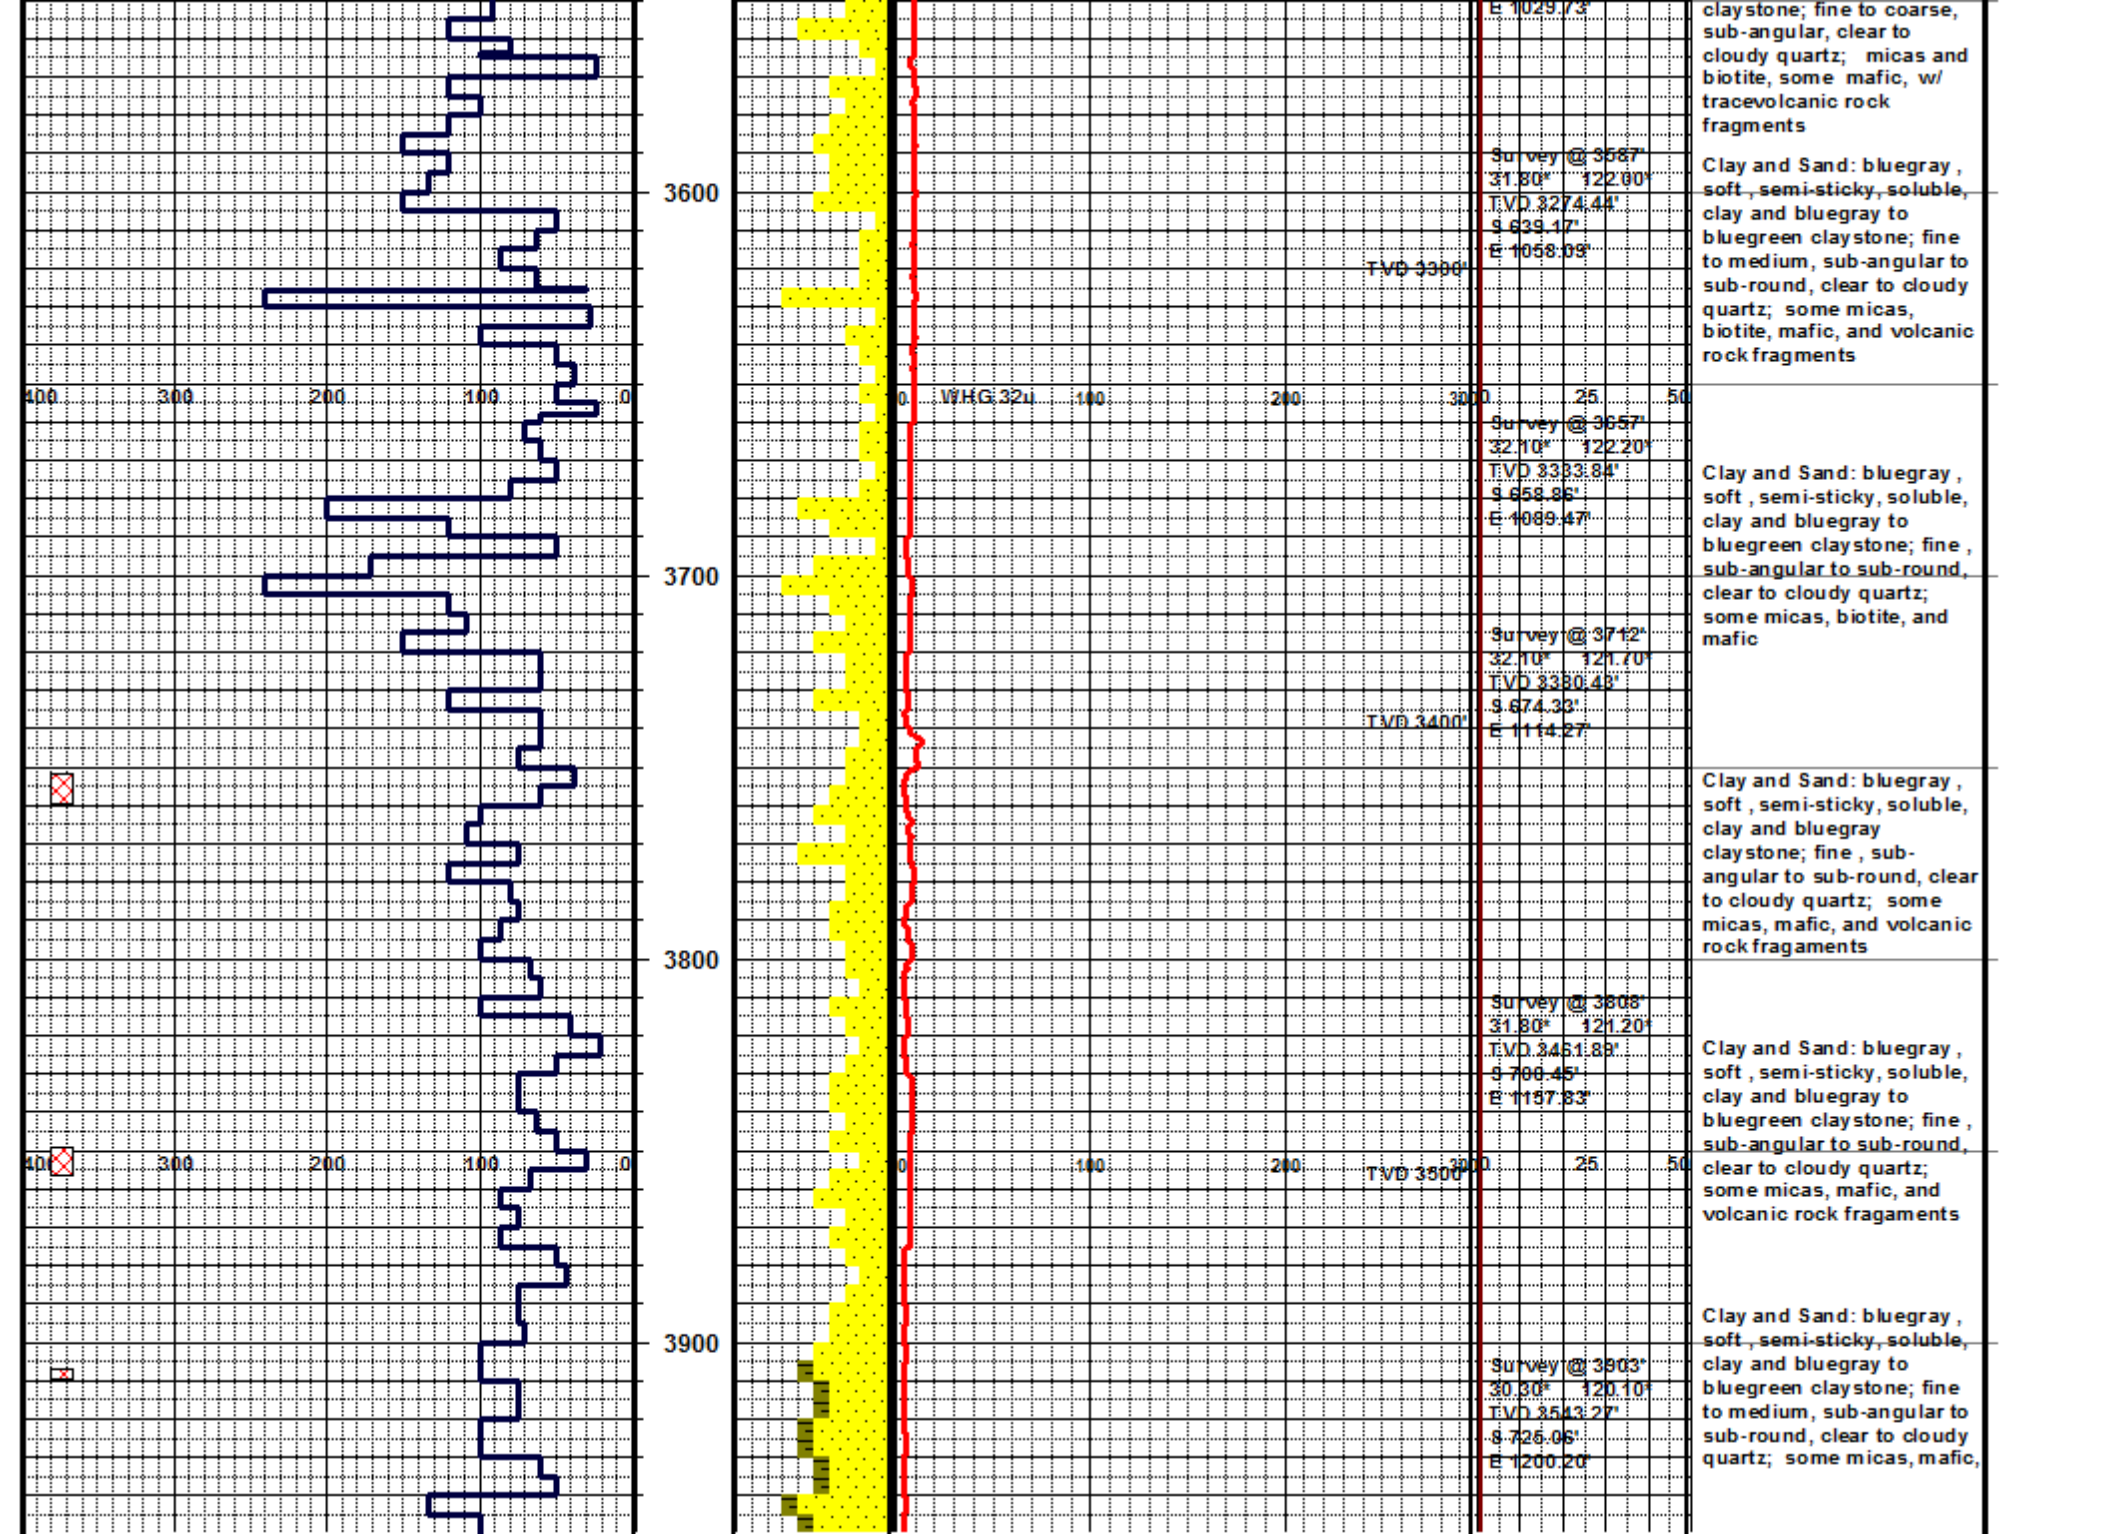 E 1029.73'
claystone; fine to coarse,
sub-angular, clear to
cloudy quartz; micas and
biotite, some mafic, w/
tracevolcanic rock
fragments
Survey @ 3587'
31.80* 122.00*
TVD 3274.44'
S 639.17'
E 1058.09'
Clay and Sand: bluegray ,
soft , semi-sticky, soluble,
clay and bluegray to
bluegreen claystone; fine
to medium, sub-angular to
sub-round, clear to cloudy
quartz; some micas,
biotite, mafic, and volcanic
rock fragments
3600
TVD 3300'
400 300 200 100 0
0 WHG 32u 100 200 300
0 25 50
Survey @ 3657'
32.10* 122.20*
TVD 3333.84'
S 658.86'
E 1089.47'
Clay and Sand: bluegray ,
soft , semi-sticky, soluble,
clay and bluegray to
bluegreen claystone; fine ,
sub-angular to sub-round,
clear to cloudy quartz;
some micas, biotite, and
mafic
3700
Survey @ 3712'
32.10* 121.70*
TVD 3380.43'
S 674.33'
E 1114.27'
TVD 3400'
Clay and Sand: bluegray ,
soft , semi-sticky, soluble,
clay and bluegray
claystone; fine , sub-
angular to sub-round, clear
to cloudy quartz; some
micas, mafic, and volcanic
rock fragaments
3800
Survey @ 3808'
31.80* 121.20*
TVD 3461.89'
S 700.45'
E 1157.83'
Clay and Sand: bluegray ,
soft , semi-sticky, soluble,
clay and bluegray to
bluegreen claystone; fine ,
sub-angular to sub-round,
clear to cloudy quartz;
some micas, mafic, and
volcanic rock fragaments
400 300 200 100 0
0 100 200 300
0 25 50
TVD 3500'
3900
Survey @ 3903'
30.30* 120.10*
TVD 3543.27'
S 725.06'
E 1200.20'
Clay and Sand: bluegray ,
soft , semi-sticky, soluble,
clay and bluegray to
bluegreen claystone; fine
to medium, sub-angular to
sub-round, clear to cloudy
quartz; some micas, mafic,